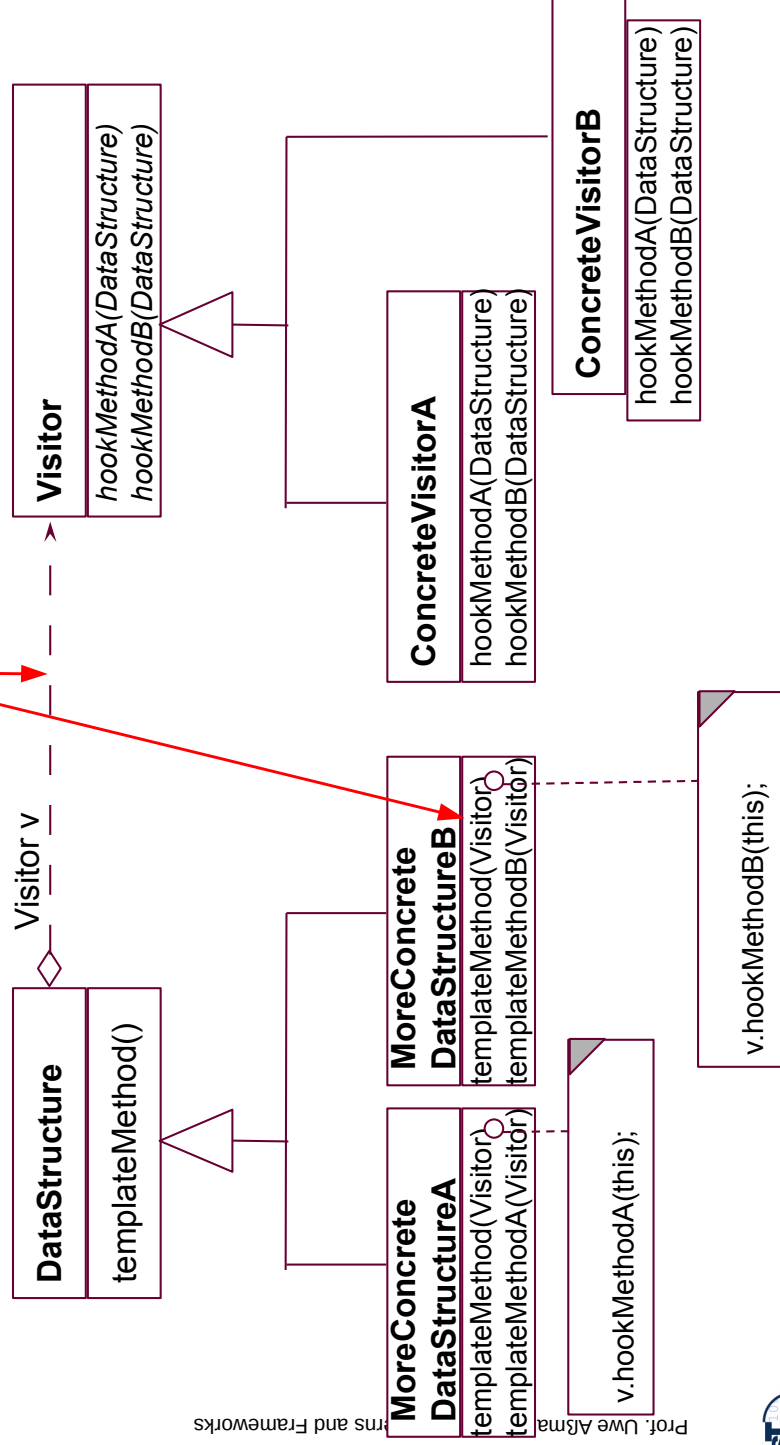 Visitor v
DataStructure
templateMethod()
Visitor
hookMethodA(DataStructure)
hookMethodB(DataStructure)
MoreConcrete
DataStructureA
templateMethod(Visitor)
templateMethodA(Visitor)
MoreConcrete
DataStructureB
templateMethod(Visitor)
templateMethodB(Visitor)
ConcreteVisitorA
hookMethodA(DataStructure)
hookMethodB(DataStructure)
ConcreteVisitorB
hookMethodA(DataStructure)
hookMethodB(DataStructure)
v.hookMethodA(this);
v.hookMethodB(this);
Prof. Uwe Aßma
and Frameworks